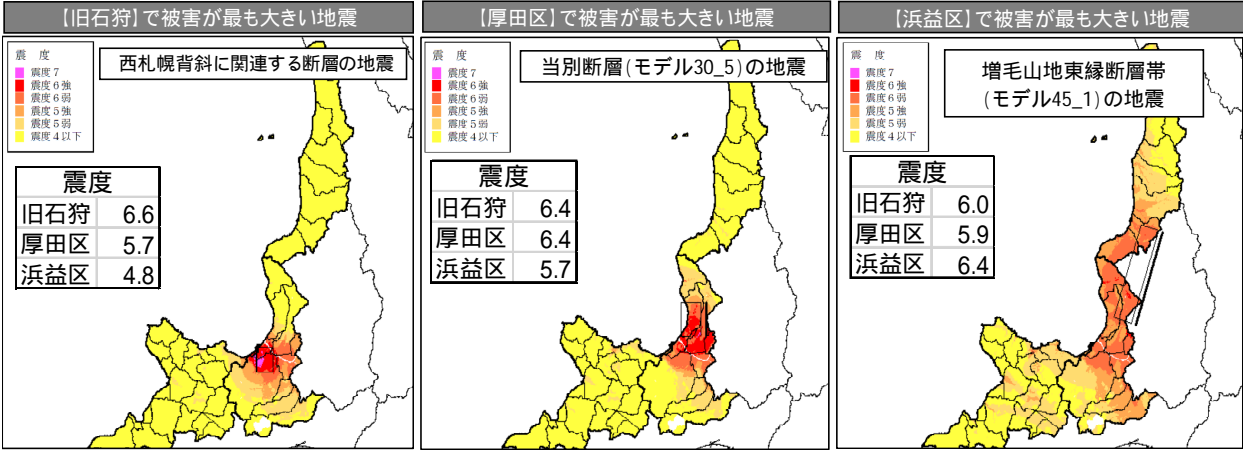 【旧石狩】で被害が最も大きい地震
西札幌背斜に関連する断層の地震
震 度
震度7
震度6強
震度6弱
震度5強
震度5弱
震度4以下
震度
旧石狩 6.6
厚田区 5.7
浜益区 4.8
【厚田区】で被害が最も大きい地震
当別断層(モデル30_5)の地震
震 度
震度7
震度6強
震度6弱
震度5強
震度5弱
震度4以下
震度
旧石狩 6.4
厚田区 6.4
浜益区 5.7
【浜益区】で被害が最も大きい地震
増毛山地東縁断層帯
(モデル45_1)の地震
震 度
震度7
震度6強
震度6弱
震度5強
震度5弱
震度4以下
震度
旧石狩 6.0
厚田区 5.9
浜益区 6.4